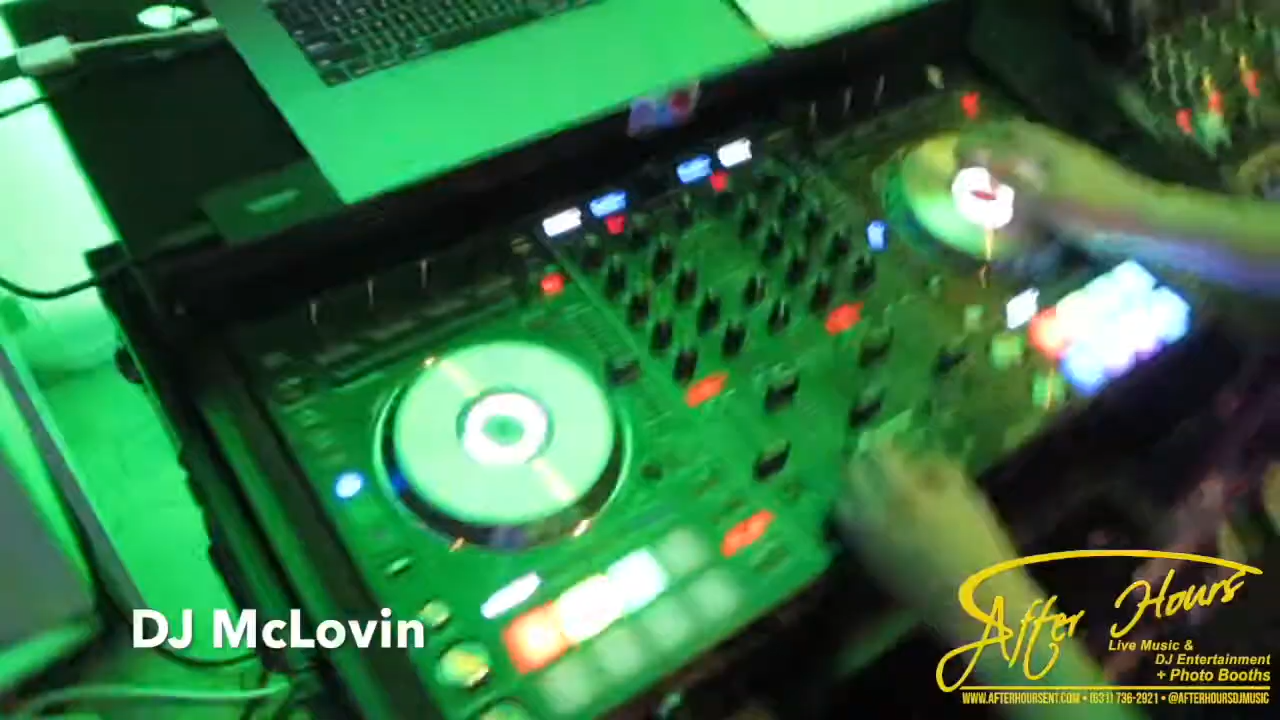 DJ McLovin
After Hours
Live Music &
DJ Entertainment
+ Photo Booths
WWW.AFTERHOURSENT.COM • (631) 736-2921 • @AFTERHOURSDJMUSIC